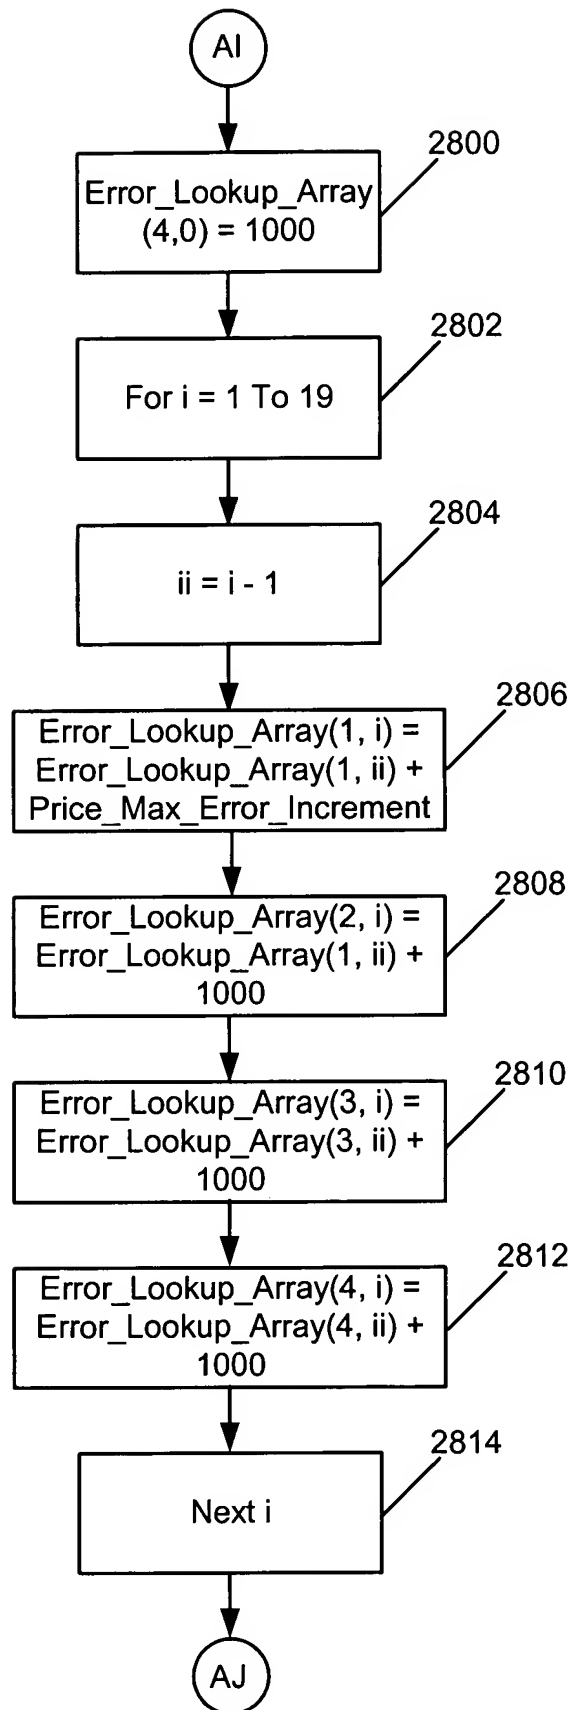 AI
2800
Error_Lookup_Array
(4,0) = 1000
2802
For i = 1 To 19
2804
ii = i - 1
2806
Error_Lookup_Array(1, i) =
Error_Lookup_Array(1, ii) +
Price_Max_Error_Increment
2808
Error_Lookup_Array(2, i) =
Error_Lookup_Array(1, ii) +
1000
2810
Error_Lookup_Array(3, i) =
Error_Lookup_Array(3, ii) +
1000
2812
Error_Lookup_Array(4, i) =
Error_Lookup_Array(4, ii) +
1000
2814
Next i
AJ